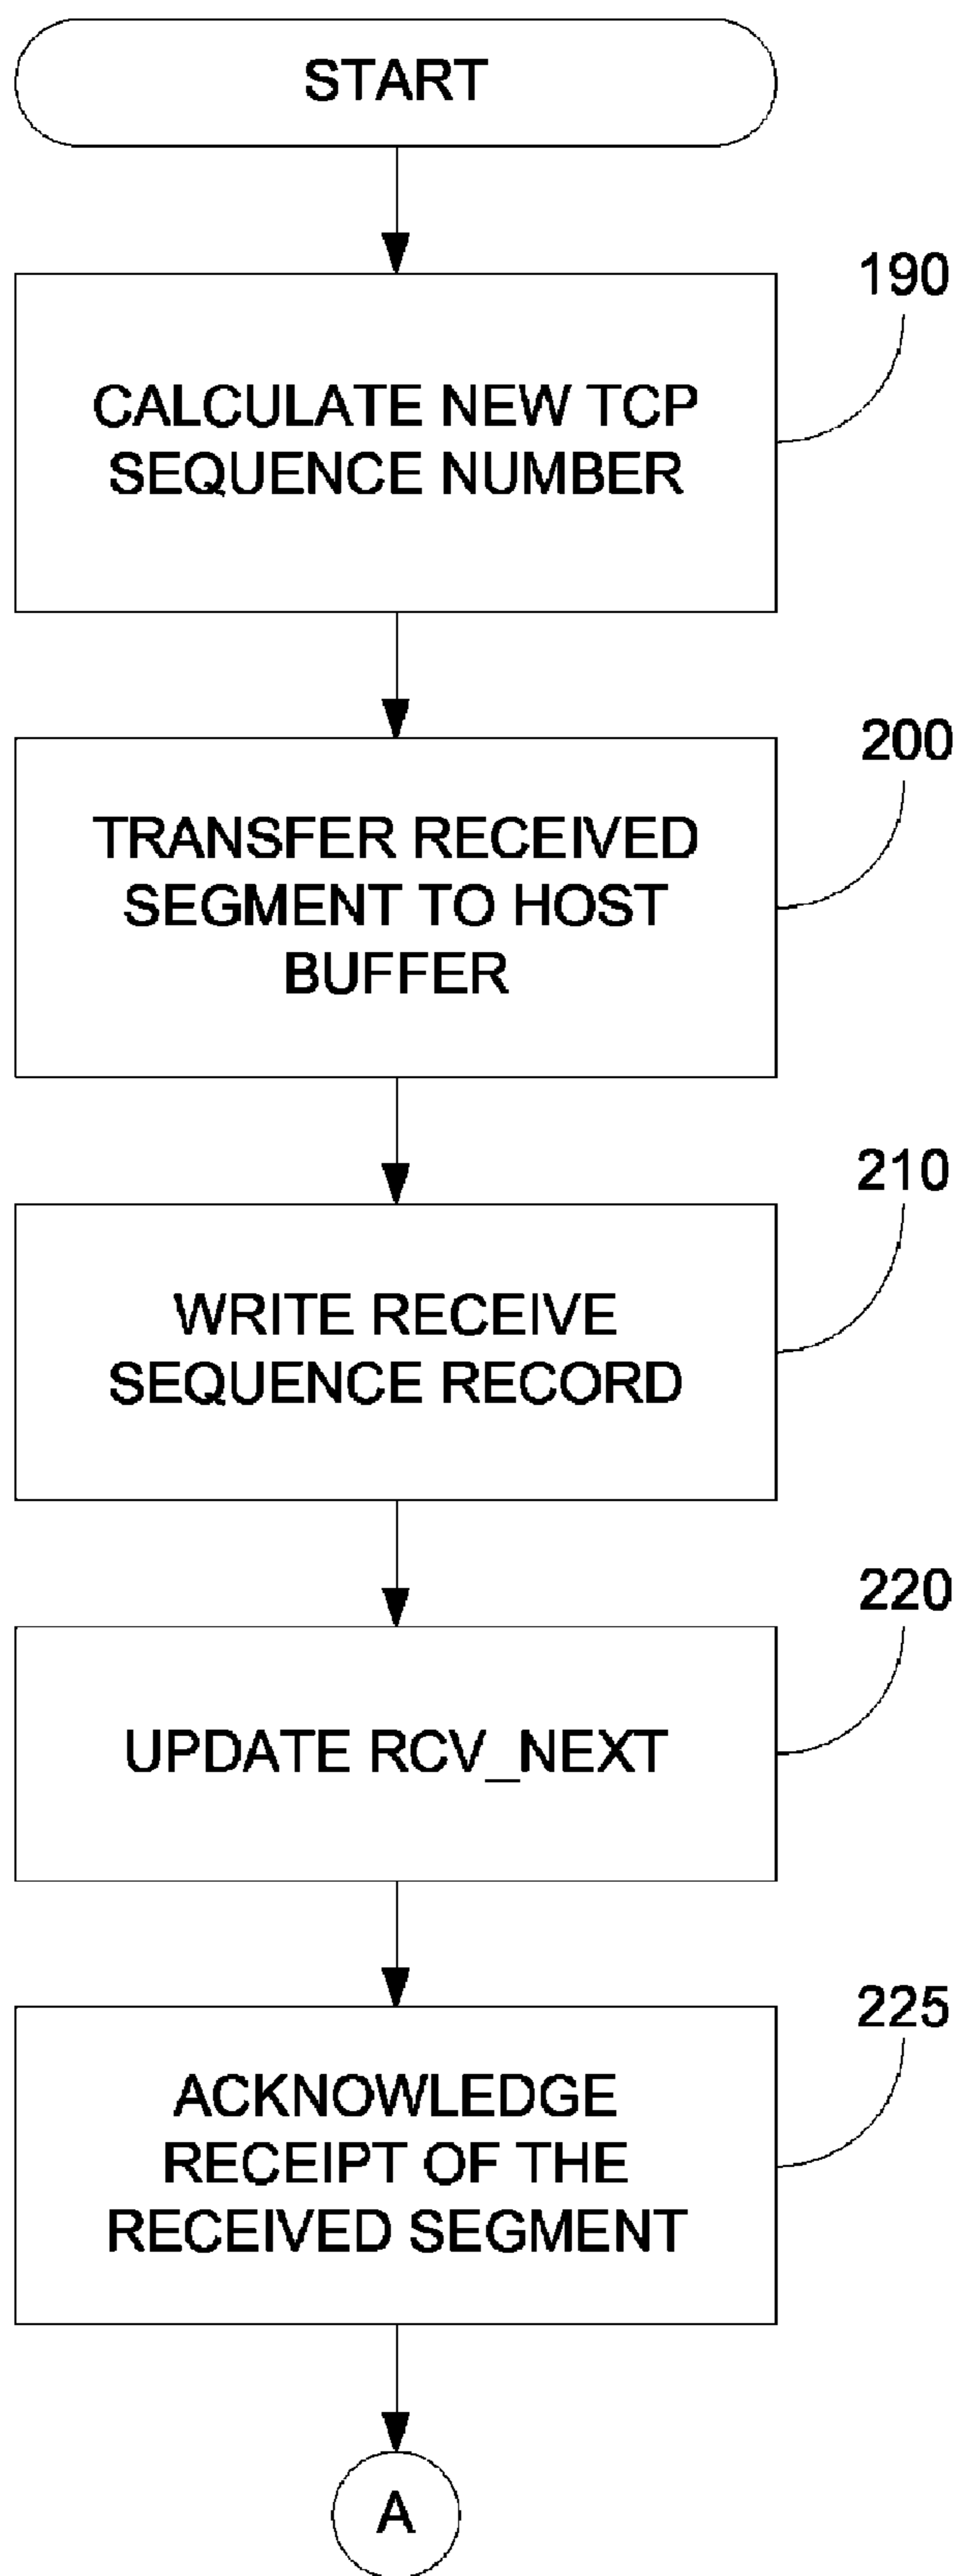 START
190
CALCULATE NEW TCP
SEQUENCE NUMBER
200
TRANSFER RECEIVED
SEGMENT TO HOST
BUFFER
210
WRITE RECEIVE
SEQUENCE RECORD
220
UPDATE RCV_NEXT
225
ACKNOWLEDGE
RECEIPT OF THE
RECEIVED SEGMENT
A